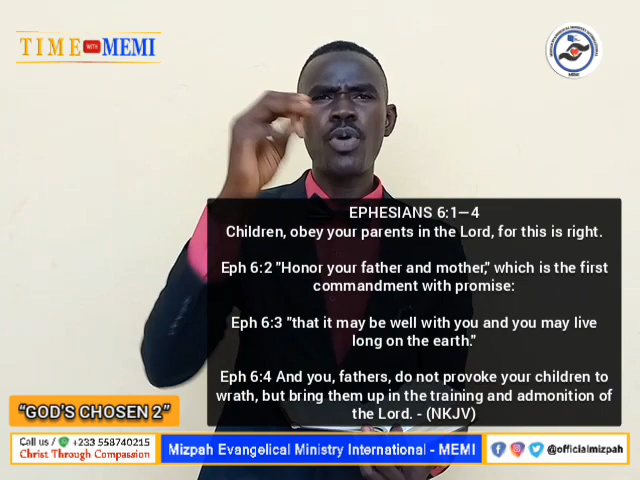 TIME WITH MEMI
MEMI
EPHESIANS 6:1—4
Children, obey your parents in the Lord, for this is right.
Eph 6:2 "Honor your father and mother," which is the first
commandment with promise:
Eph 6:3 "that it may be well with you and you may live
long on the earth."
Eph 6:4 And you, fathers, do not provoke your children to
wrath, but bring them up in the training and admonition of
the Lord. - (NKJV)
“GOD'S CHOSEN 2”
Call us / +233 558740215
Christ Through Compassion
Mizpah Evangelical Ministry International - MEMI
@officialmizpah